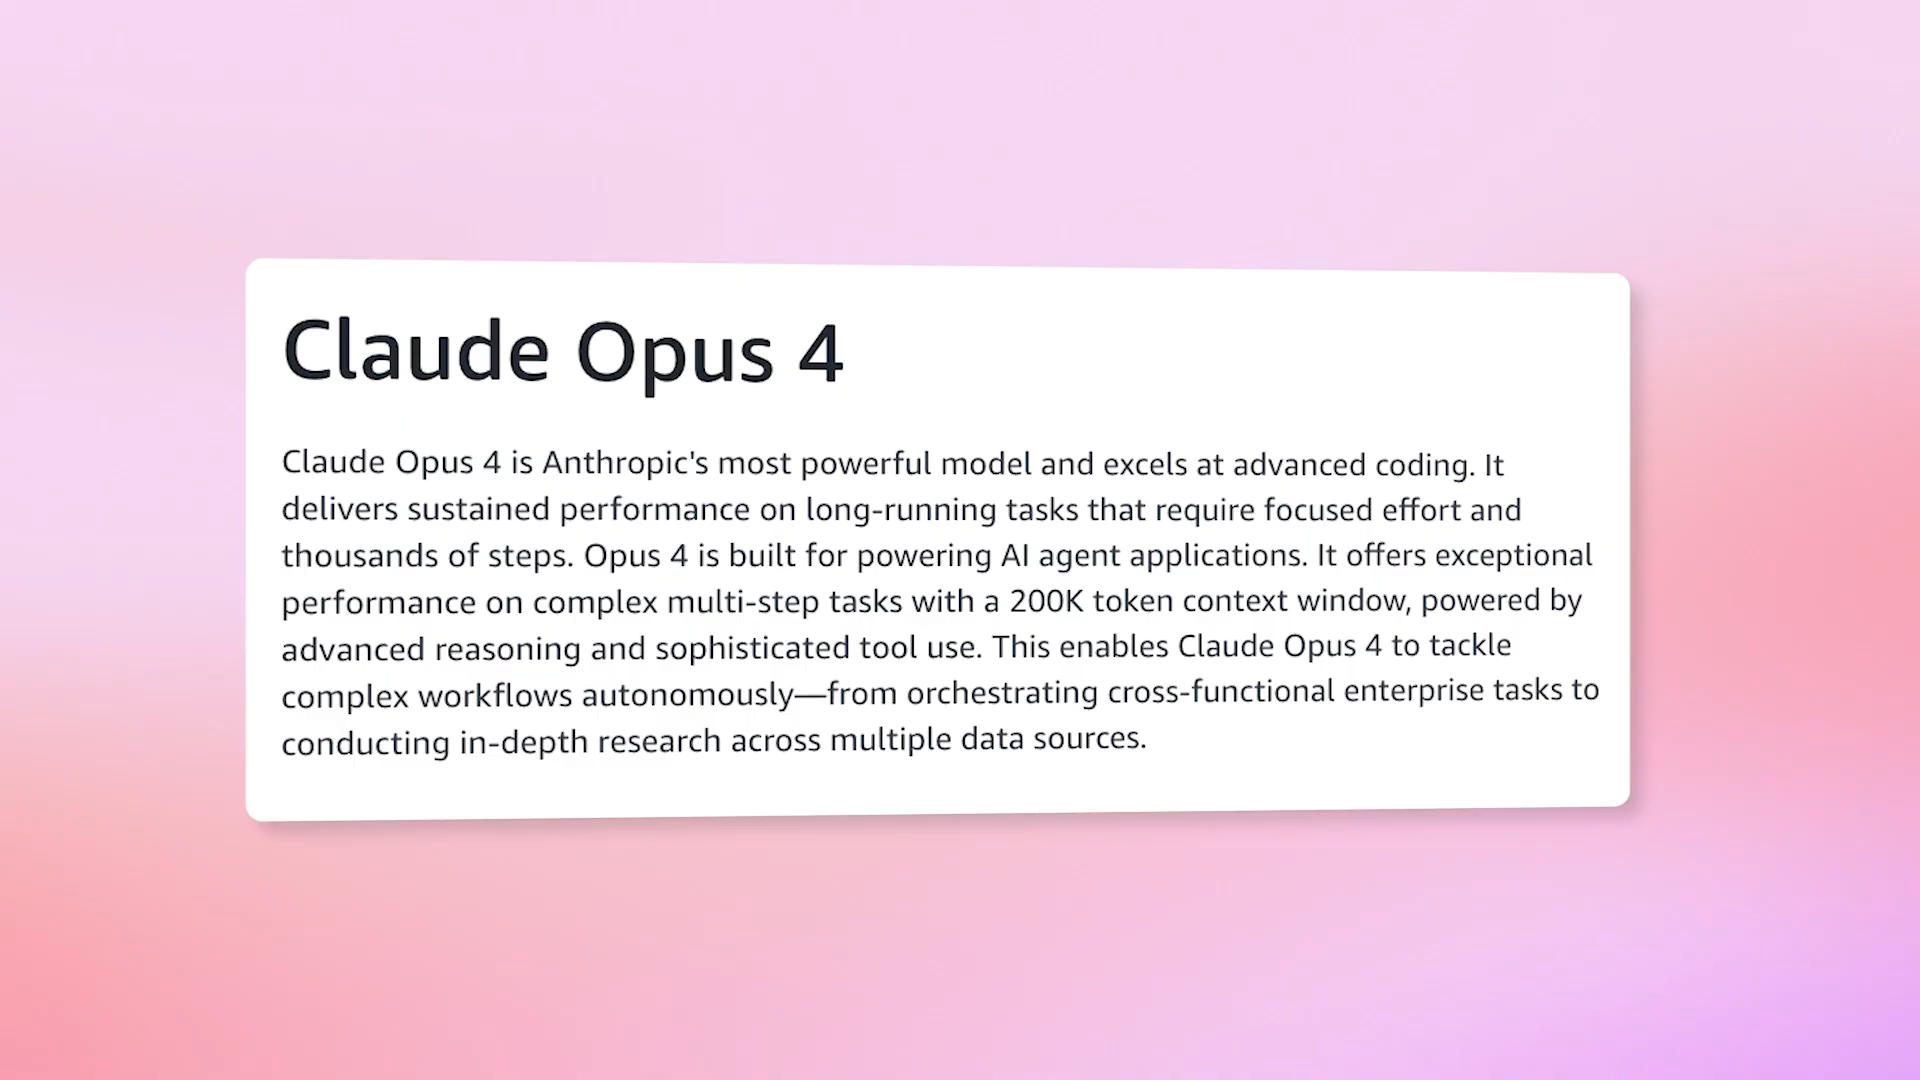 Claude Opus 4
Claude Opus 4 is Anthropic's most powerful model and excels at advanced coding. It
delivers sustained performance on long-running tasks that require focused effort and
thousands of steps. Opus 4 is built for powering AI agent applications. It offers exceptional
performance on complex multi-step tasks with a 200K token context window, powered by
advanced reasoning and sophisticated tool use. This enables Claude Opus 4 to tackle
complex workflows autonomously—from orchestrating cross-functional enterprise tasks to
conducting in-depth research across multiple data sources.